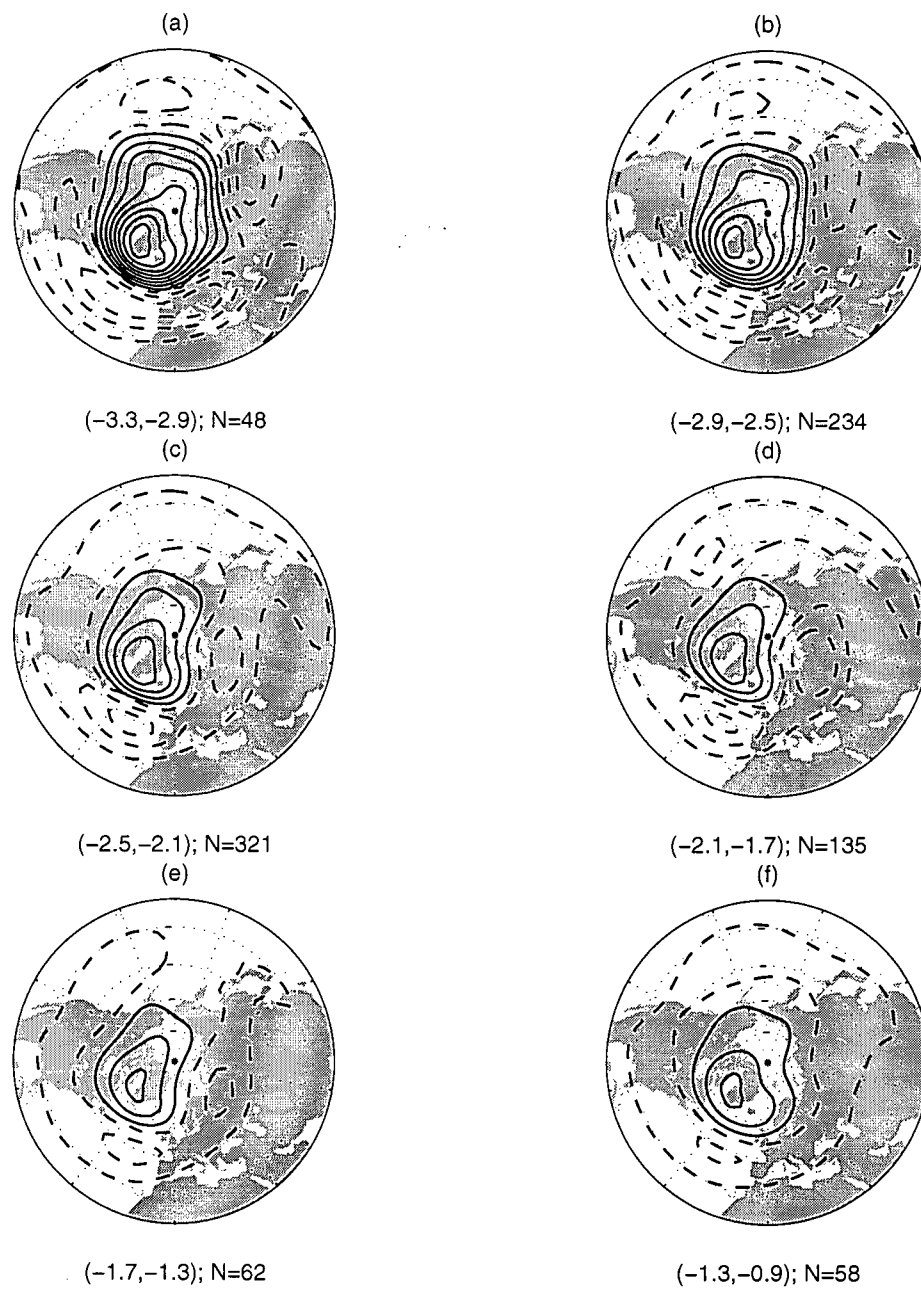 (a)
(b)
(−3.3,−2.9); N=48
(−2.9,−2.5); N=234
(c)
(d)
(−2.5,−2.1); N=321
(−2.1,−1.7); N=135
(e)
(f)
(−1.7,−1.3); N=62
(−1.3,−0.9); N=58